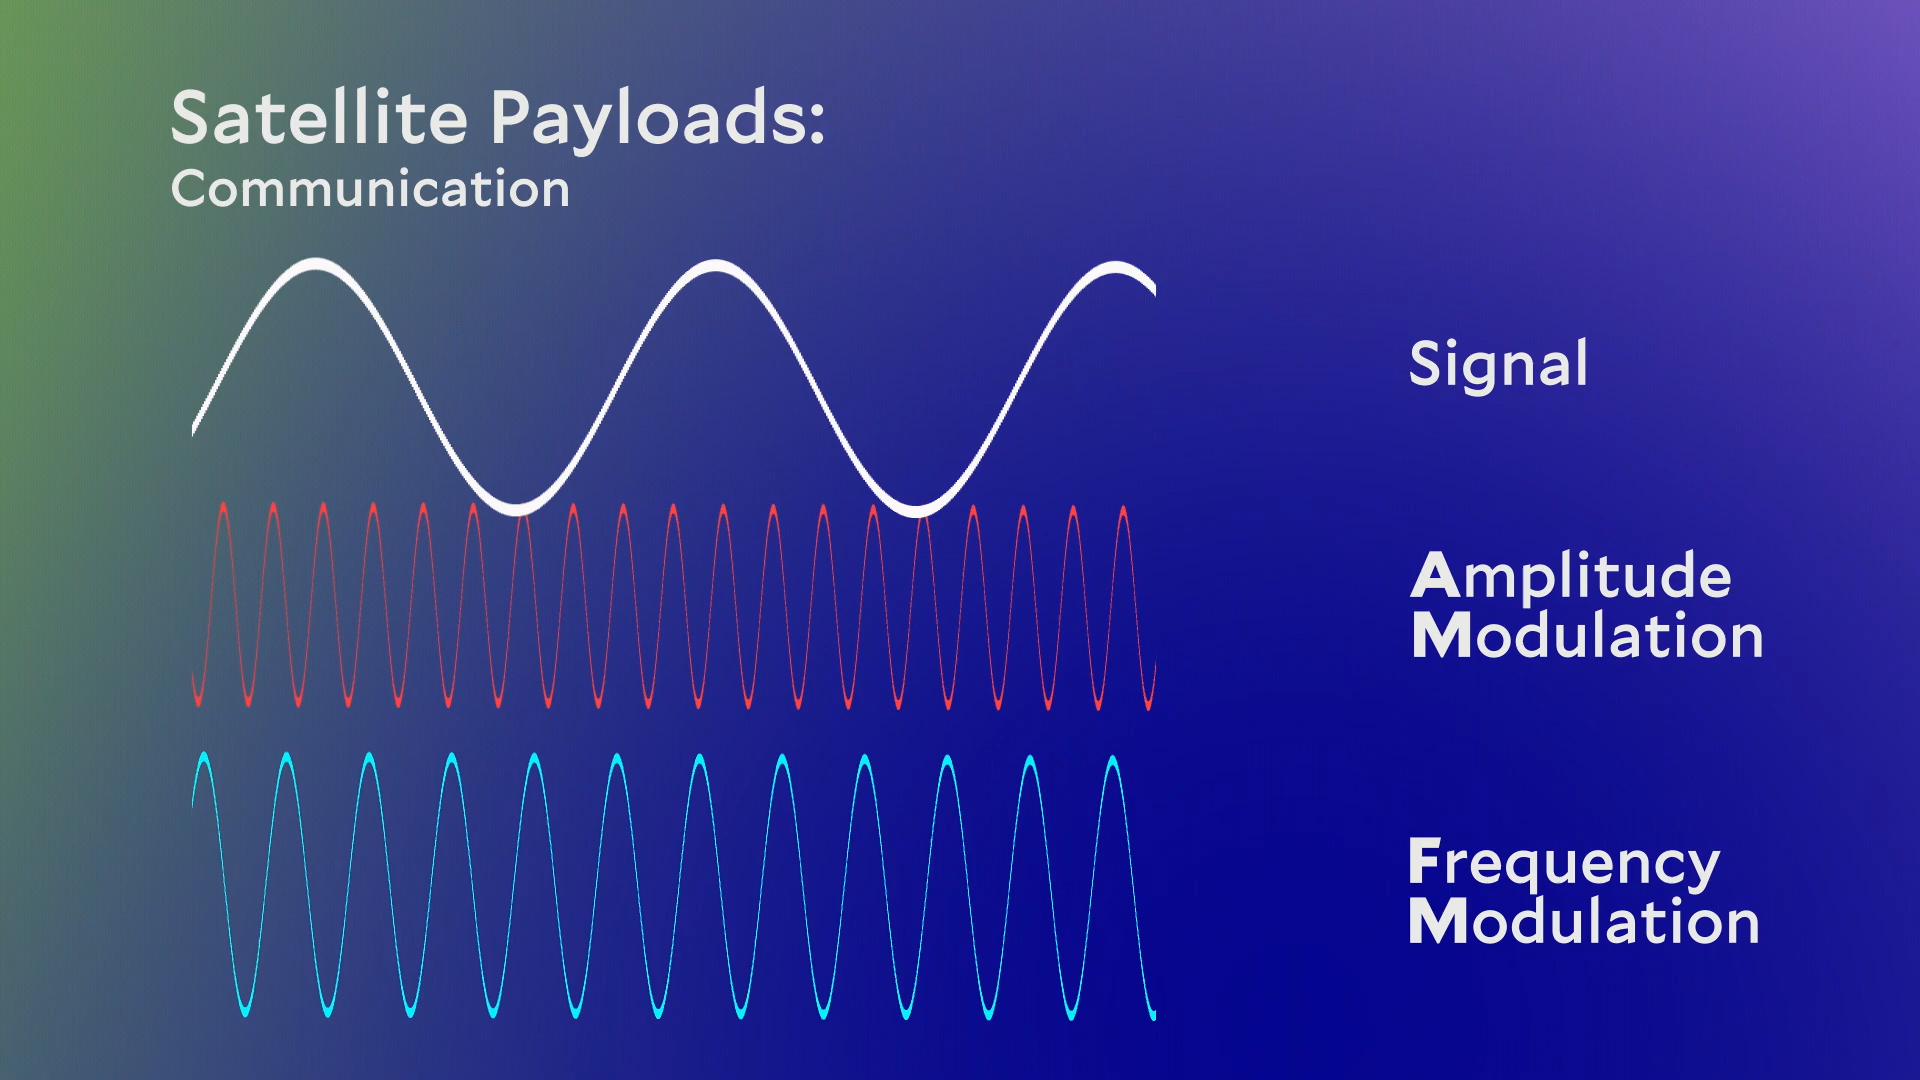 Satellite Payloads:
Communication
Signal
Amplitude
Modulation
Frequency
Modulation